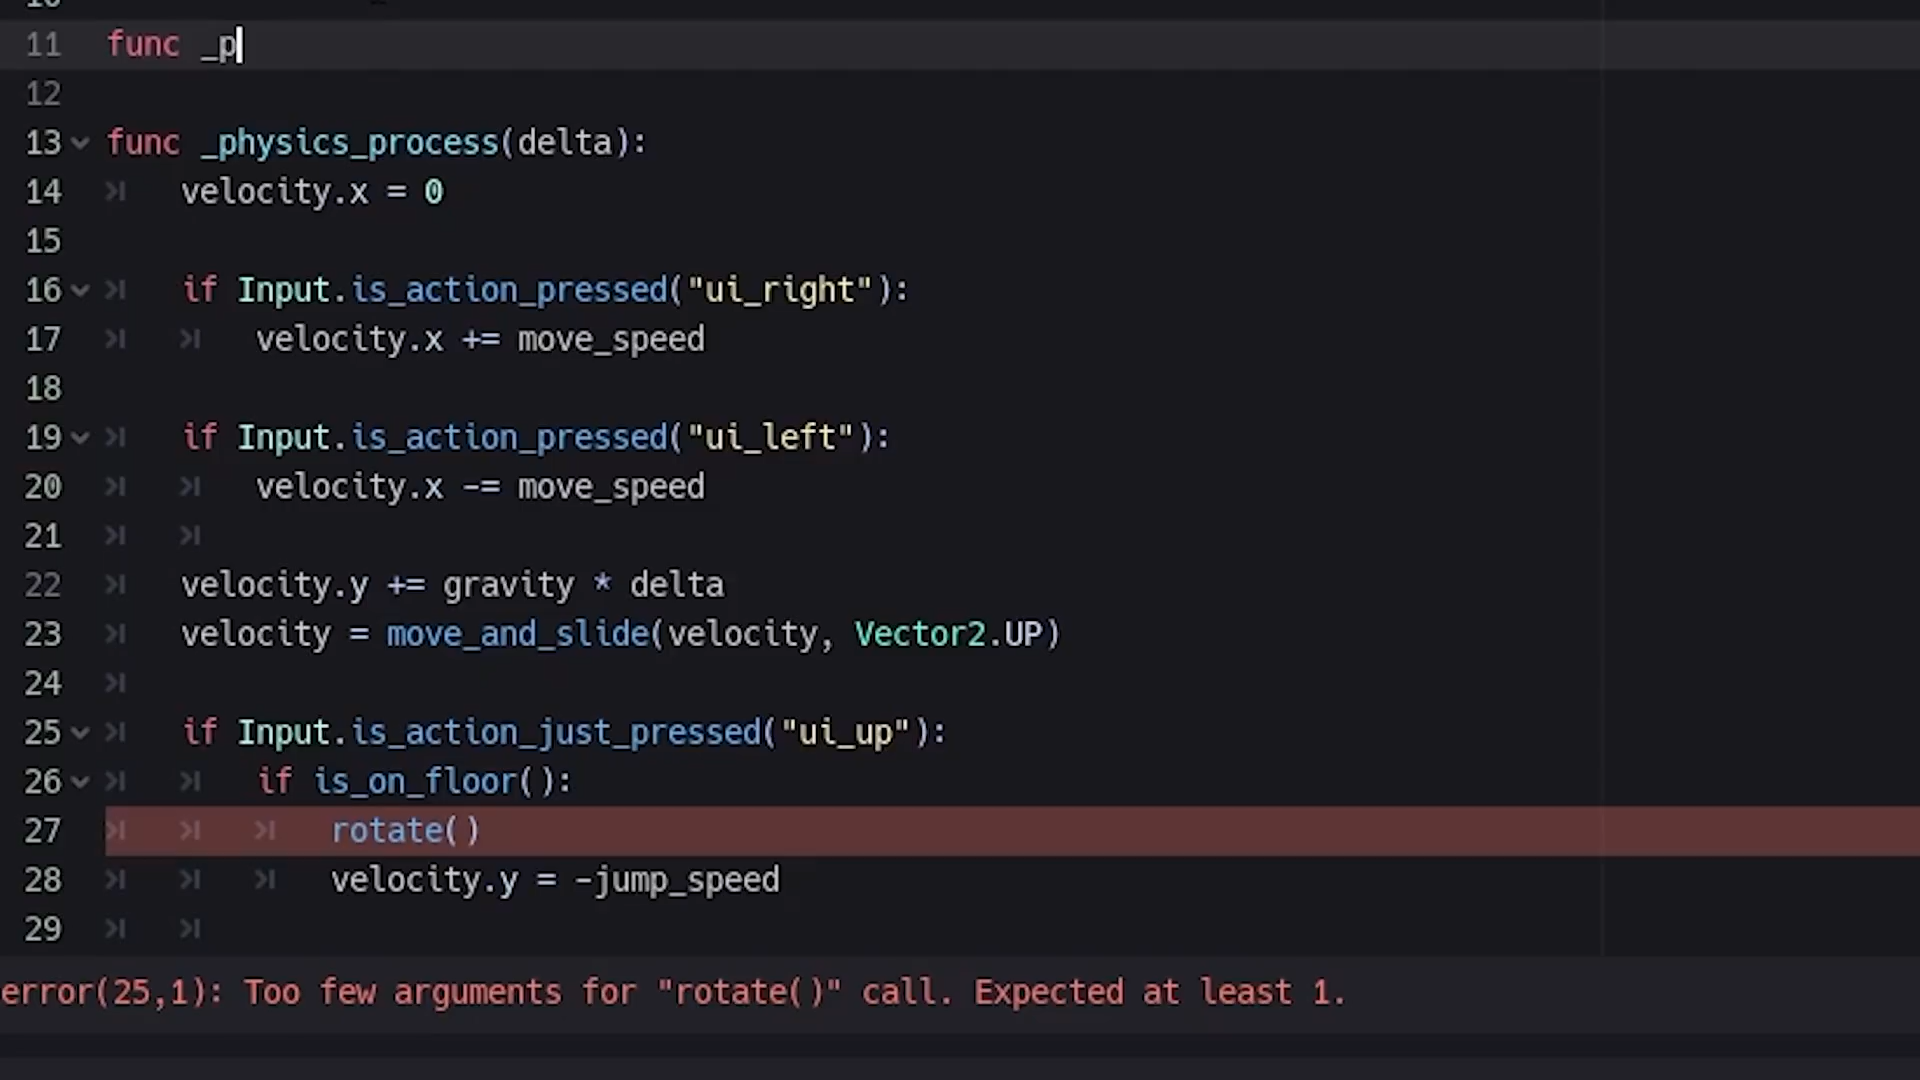 11 func _p
12
13 func _physics_process(delta):
14 velocity.x = 0
15
16 if Input.is_action_pressed("ui_right"):
17 velocity.x += move_speed
18
19 if Input.is_action_pressed("ui_left"):
20 velocity.x -= move_speed
21
22 velocity.y += gravity * delta
23 velocity = move_and_slide(velocity, Vector2.UP)
24
25 if Input.is_action_just_pressed("ui_up"):
26 if is_on_floor():
27 rotate()
28 velocity.y = -jump_speed
29
error(25,1): Too few arguments for "rotate()" call. Expected at least 1.